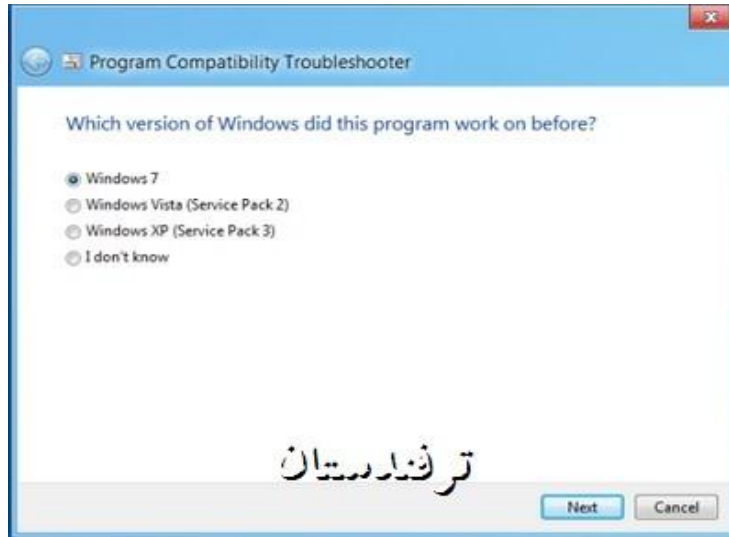 Program Compatibility Troubleshooter
Which version of Windows did this program work on before?
Windows 7
Windows Vista (Service Pack 2)
Windows XP (Service Pack 3)
I don't know
ترفندستان
Next Cancel